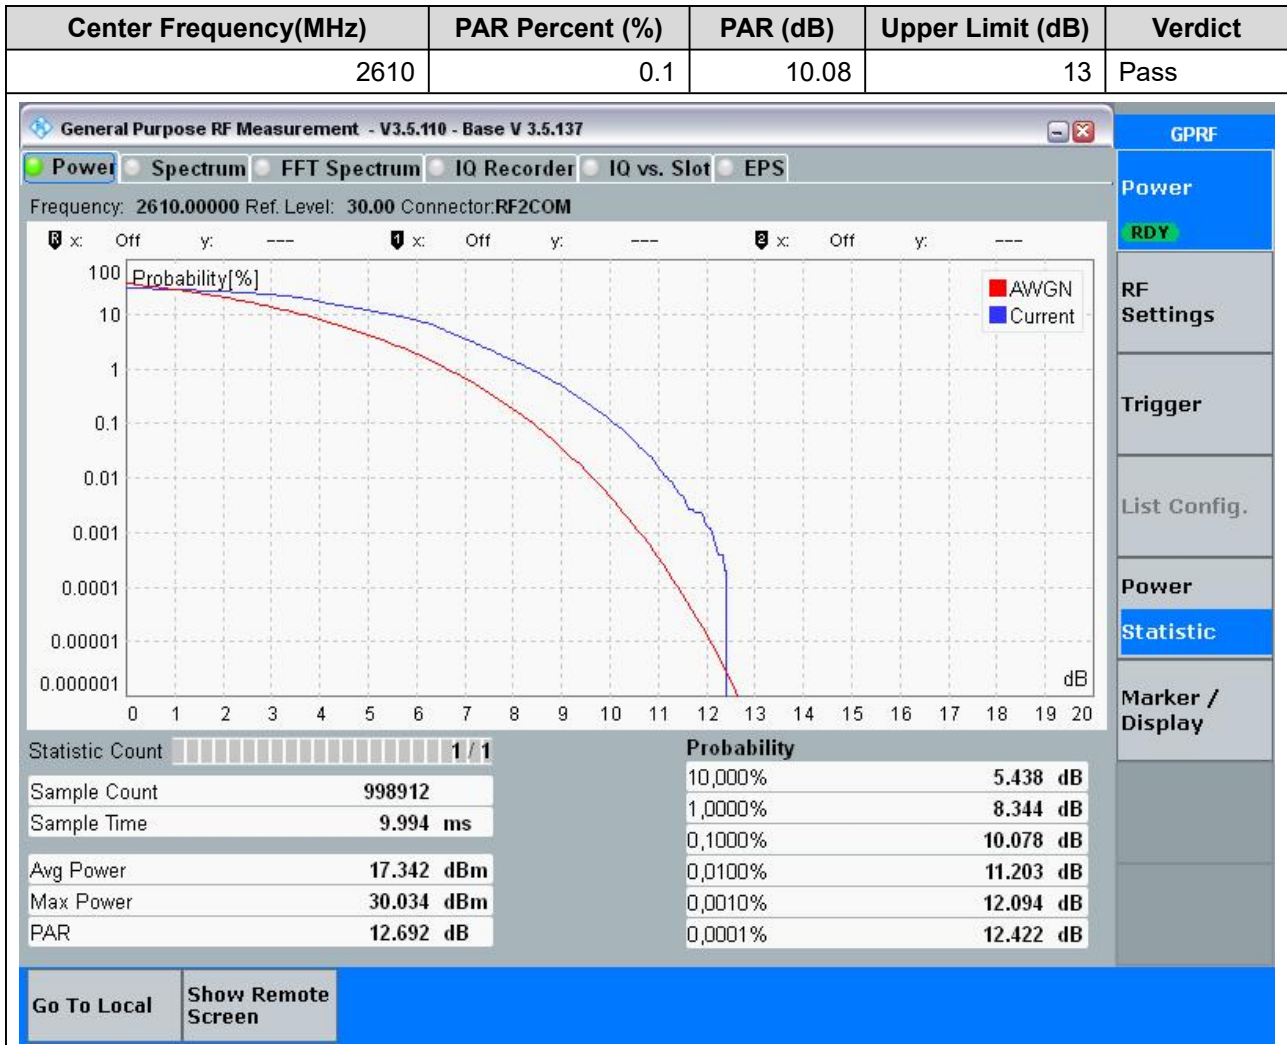 Center Frequency(MHz) PAR Percent (%) PAR (dB) Upper Limit (dB) Verdict
2610 0.1 10.08 13 Pass
General Purpose RF Measurement - V3.5.110 - Base V 3.5.137
GPRF
Power Spectrum FFT Spectrum IQ Recorder IQ vs. Slot EPS
Power
RDY
Frequency: 2610.00000 Ref. Level: 30.00 Connector:RF2COM
R x: Off y: --- 1 x: Off y: --- 2 x: Off y: ---
Probability[%]
AWGN
Current
100
10
1
0.1
0.01
0.001
0.0001
0.00001
0.000001
dB
0 1 2 3 4 5 6 7 8 9 10 11 12 13 14 15 16 17 18 19 20
RF
Settings
Trigger
List Config.
Power
Statistic
Marker /
Display
Statistic Count 1 / 1
Sample Count 998912
Sample Time 9.994 ms
Avg Power 17.342 dBm
Max Power 30.034 dBm
PAR 12.692 dB
Probability
10,000% 5.438 dB
1,0000% 8.344 dB
0,1000% 10.078 dB
0,0100% 11.203 dB
0,0010% 12.094 dB
0,0001% 12.422 dB
Go To Local
Show Remote
Screen